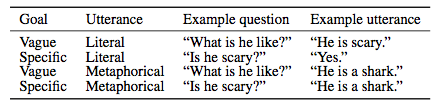 Goal Utterance Example question Example utterance
Vague Literal “What is he like?” “He is scary.”
Specific Literal “Is he scary?” “Yes.”
Vague Metaphorical “What is he like?” “He is a shark.”
Specific Metaphorical “Is he scary?” “He is a shark.”